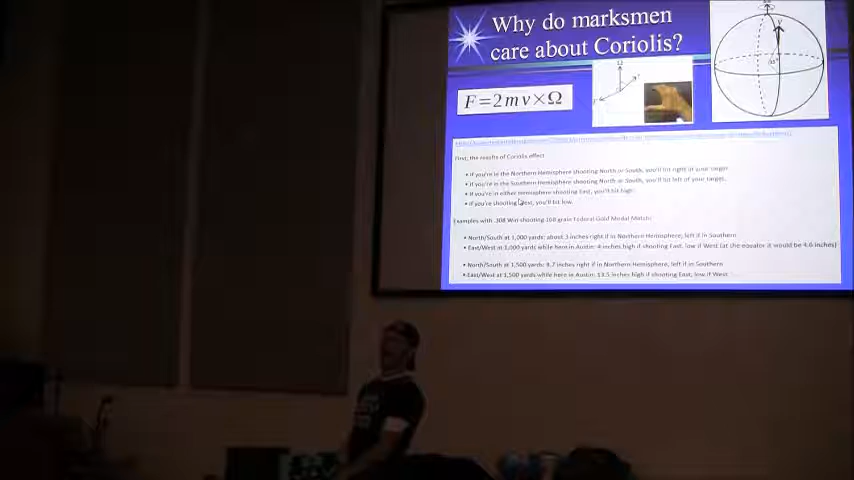 Why do marksmen
care about Coriolis?
F=2mv×Ω
First, the results of Coriolis effect
• If you're in the Northern Hemisphere shooting North or South, you'll hit right of your target.
• If you're in the Southern Hemisphere shooting North or South, you'll hit left of your target.
• If you're in either hemisphere shooting East, you'll hit high.
• If you're shooting West, you'll hit low.
Examples with .308 Win shooting 168 grain Federal Gold Medal Match:
• North/South at 1,000 yards: about 3 inches right if in Northern Hemisphere, left if in Southern
• East/West at 1,000 yards while here in Austin: 4 inches high if shooting East, low if West (at the equator it would be 4.6 inches)
• North/South at 1,500 yards: 8.7 inches right if in Northern Hemisphere, left if in Southern
• East/West at 1,500 yards while here in Austin: 13.5 inches high if shooting East, low if West